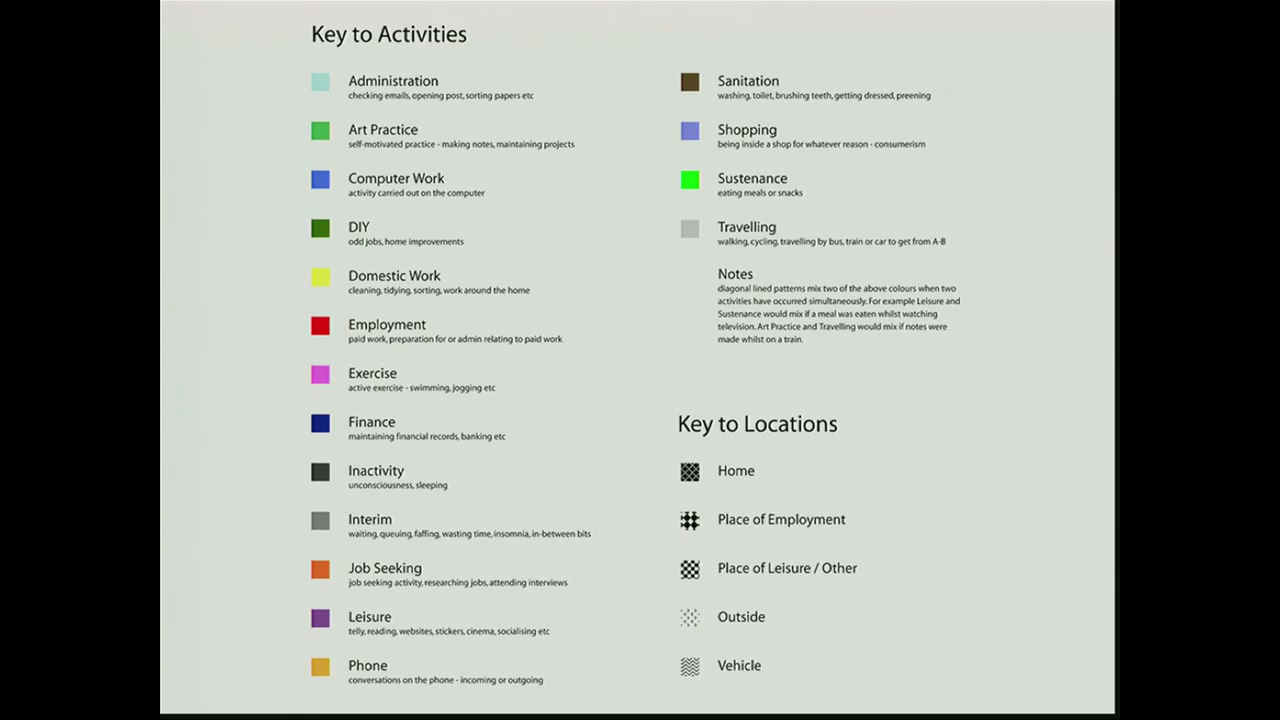 Key to Activities
Administration
checking emails, opening post, sorting papers etc
Art Practice
self-motivated practice - making notes, maintaining projects
Computer Work
activity carried out on the computer
DIY
odd jobs, home improvements
Domestic Work
cleaning, tidying, sorting, work around the home
Employment
paid work, preparation for or admin relating to paid work
Exercise
active exercise - swimming, jogging etc
Finance
maintaining financial records, banking etc
Inactivity
unconsciousness, sleeping
Interim
waiting, queuing, faffing, wasting time, insomnia, in-between bits
Job Seeking
job seeking activity, researching jobs, attending interviews
Leisure
telly, reading, websites, stickers, cinema, socialising etc
Phone
conversations on the phone - incoming or outgoing
Sanitation
washing, toilet, brushing teeth, getting dressed, preening
Shopping
being inside a shop for whatever reason - consumerism
Sustenance
eating meals or snacks
Travelling
walking, cycling, travelling by bus, train or car to get from A-B
Notes
diagonal lined patterns mix two of the above colours when two
activities have occurred simultaneously. For example Leisure and
Sustenance would mix if a meal was eaten whilst watching
television. Art Practice and Travelling would mix if notes were
made whilst on a train.
Key to Locations
Home
Place of Employment
Place of Leisure / Other
Outside
Vehicle